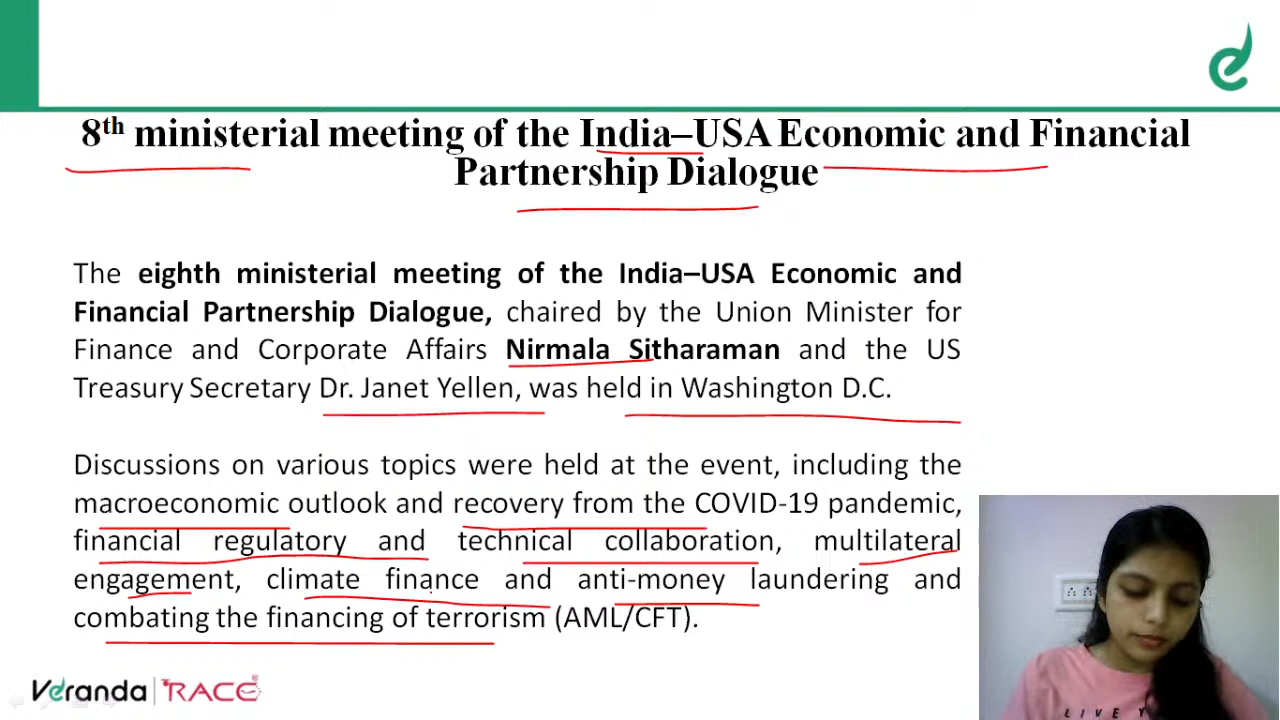 8th ministerial meeting of the India–USA Economic and Financial
Partnership Dialogue
The eighth ministerial meeting of the India–USA Economic and
Financial Partnership Dialogue, chaired by the Union Minister for
Finance and Corporate Affairs Nirmala Sitharaman and the US
Treasury Secretary Dr. Janet Yellen, was held in Washington D.C.
Discussions on various topics were held at the event, including the
macroeconomic outlook and recovery from the COVID-19 pandemic,
financial regulatory and technical collaboration, multilateral
engagement, climate finance and anti-money laundering and
combating the financing of terrorism (AML/CFT).
Veranda RACE
LIVE